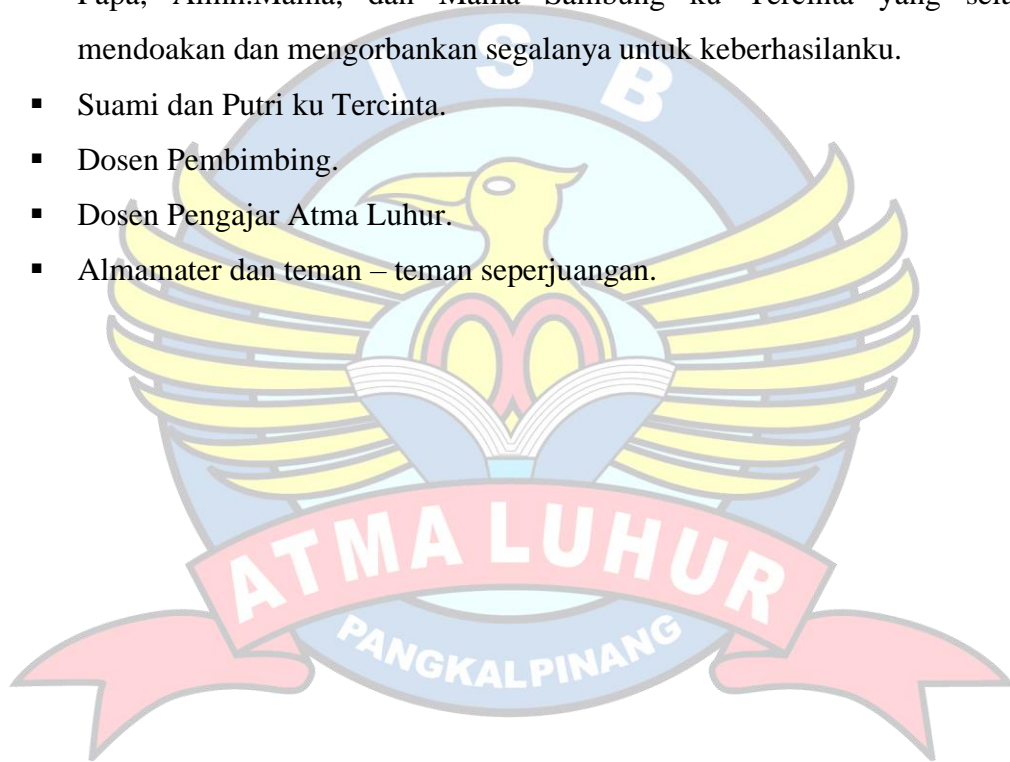 mendoakan dan mengorbankan segalanya untuk keberhasilanku.
▪ Suami dan Putri ku Tercinta.
▪ Dosen Pembimbing.
▪ Dosen Pengajar Atma Luhur.
▪ Almamater dan teman – teman seperjuangan.
I S B
ATMA LUHUR
PANGKALPINANG